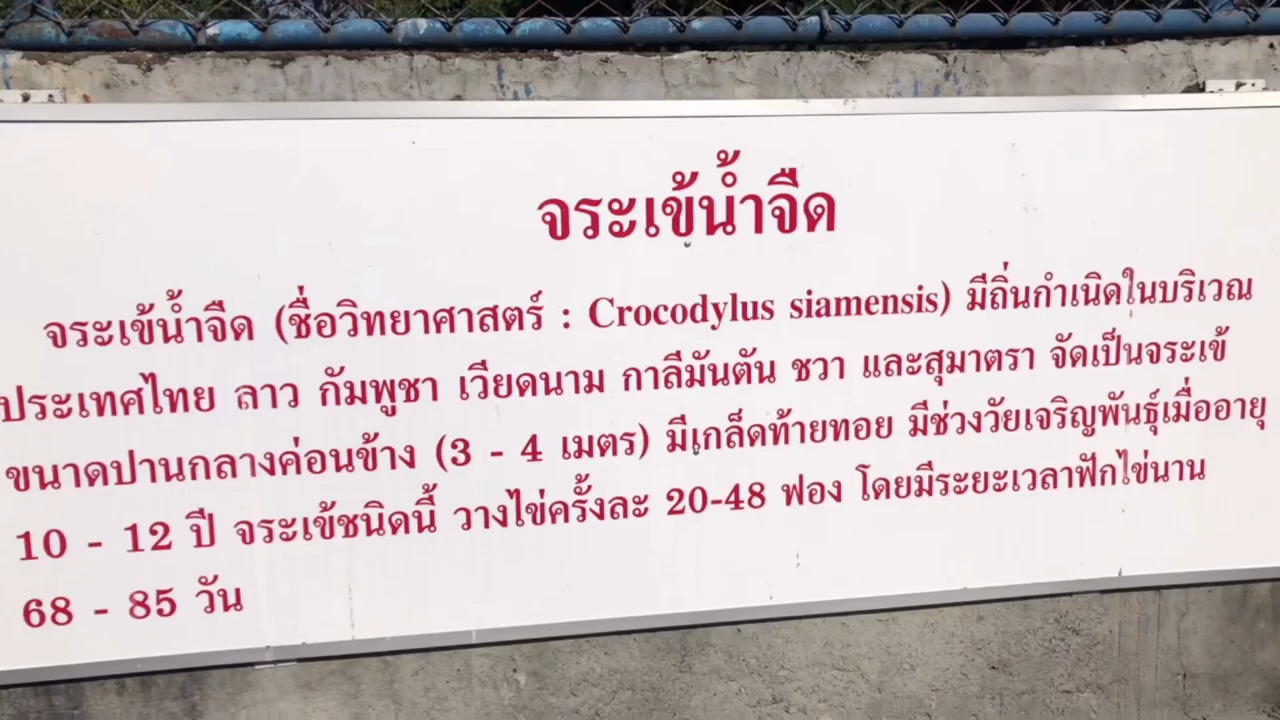 จระเข้น้ำจืด
จระเข้น้ำจืด (ชื่อวิทยาศาสตร์ : Crocodylus siamensis) มีถิ่นกำเนิดในบริเวณ
ประเทศไทย ลาว กัมพูชา เวียดนาม กาลีมันตัน ชวา และสุมาตรา จัดเป็นจระเข้
ขนาดปานกลางค่อนข้าง (3 - 4 เมตร) มีเกล็ดท้ายทอย มีช่วงวัยเจริญพันธุ์เมื่ออายุ
10 - 12 ปี จระเข้ชนิดนี้ วางไข่ครั้งละ 20-48 ฟอง โดยมีระยะเวลาฟักไข่นาน
68 - 85 วัน